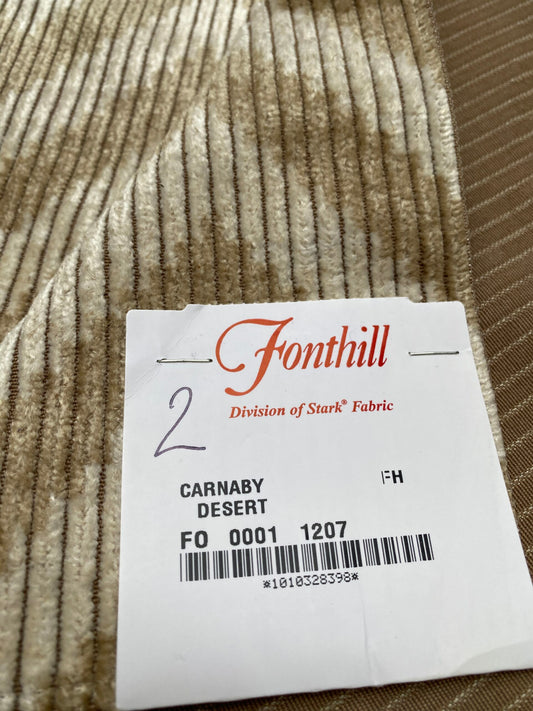 Fonthill
Division of Stark® Fabric
2
CARNABY FH
DESERT
FO 0001 1207
*1010328398*